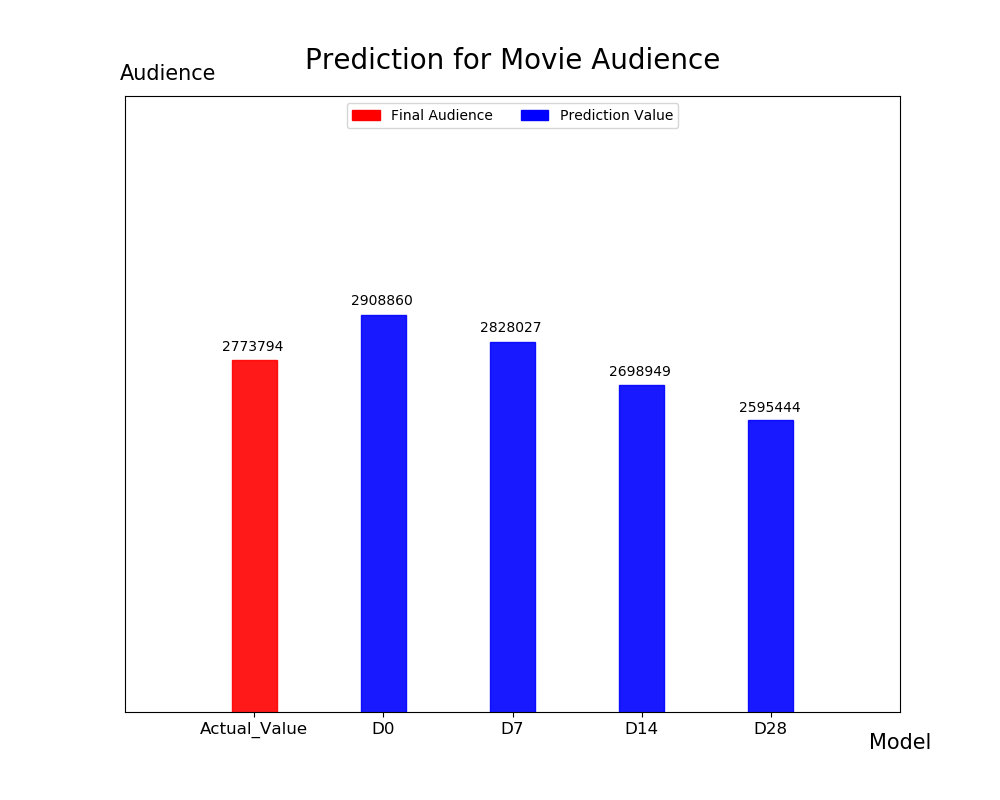 Prediction for Movie Audience
Audience
Final Audience Prediction Value
2908860
2828027
2773794
2698949
2595444
Actual_Value D0 D7 D14 D28
Model